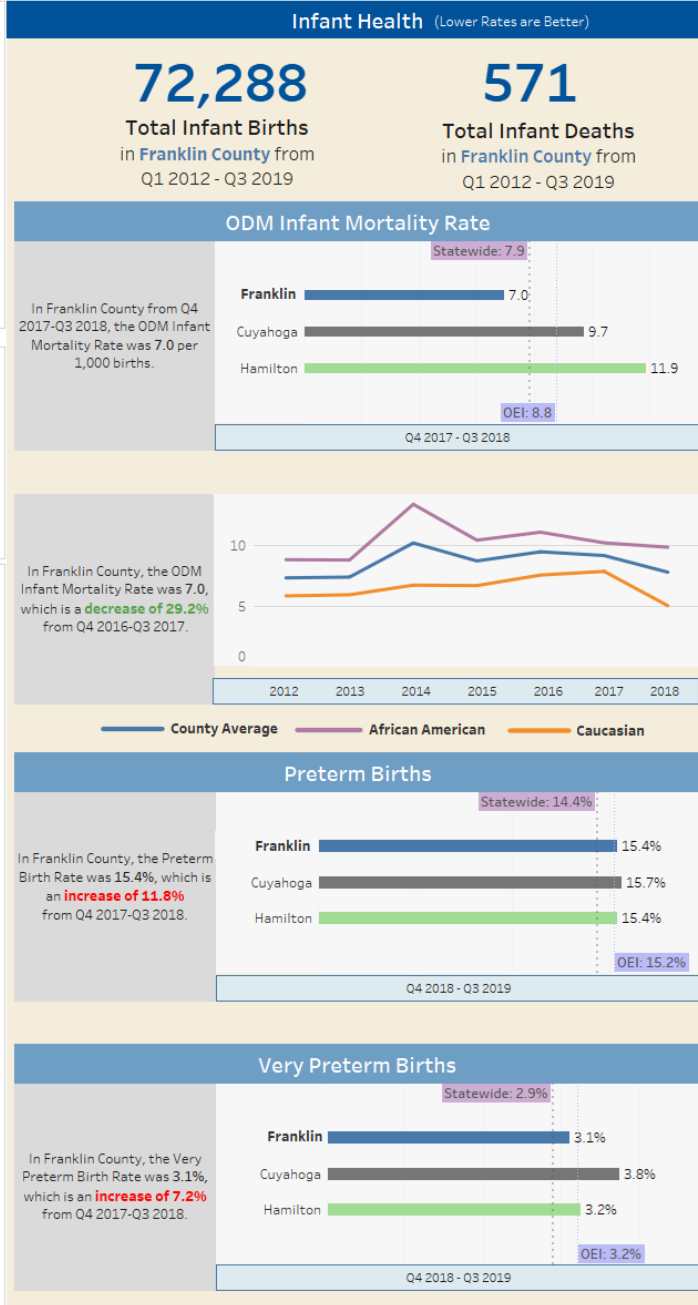 Infant Health (Lower Rates are Better)
72,288
Total Infant Births
in Franklin County from
Q1 2012 - Q3 2019
571
Total Infant Deaths
in Franklin County from
Q1 2012 - Q3 2019
ODM Infant Mortality Rate
In Franklin County from Q4
2017-Q3 2018, the ODM Infant
Mortality Rate was 7.0 per
1,000 births.
Statewide: 7.9
Franklin 7.0
Cuyahoga 9.7
Hamilton 11.9
OEI: 8.8
Q4 2017 - Q3 2018
In Franklin County, the ODM
Infant Mortality Rate was 7.0,
which is a decrease of 29.2%
from Q4 2016-Q3 2017.
10
5
0
2012 2013 2014 2015 2016 2017 2018
County Average African American Caucasian
Preterm Births
In Franklin County, the Preterm
Birth Rate was 15.4%, which is
an increase of 11.8%
from Q4 2017-Q3 2018.
Statewide: 14.4%
Franklin 15.4%
Cuyahoga 15.7%
Hamilton 15.4%
OEI: 15.2%
Q4 2018 - Q3 2019
Very Preterm Births
In Franklin County, the Very
Preterm Birth Rate was 3.1%,
which is an increase of 7.2%
from Q4 2017-Q3 2018.
Statewide: 2.9%
Franklin 3.1%
Cuyahoga 3.8%
Hamilton 3.2%
OEI: 3.2%
Q4 2018 - Q3 2019